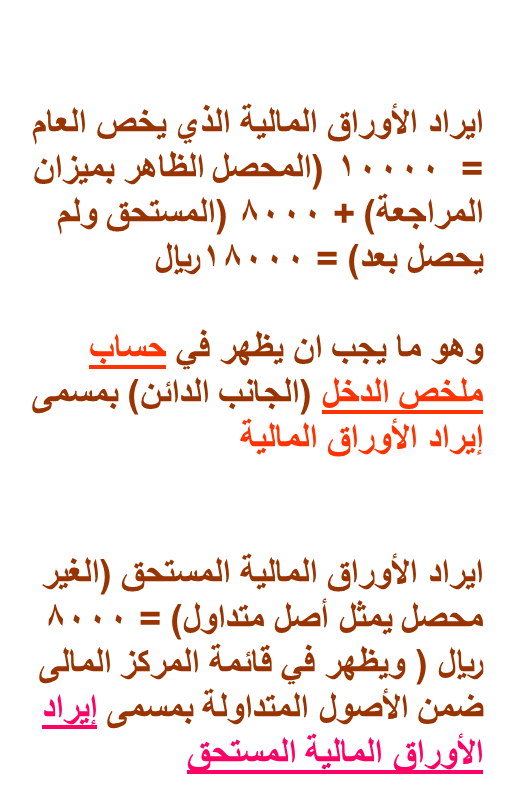 ايراد الأوراق المالية الذي يخص العام
= ١٠٠٠٠ (المحصل الظاهر بميزان
المراجعة) + ٨٠٠٠ (المستحق ولم
يحصل بعد) = ١٨٠٠٠ريال
وهو ما يجب ان يظهر في حساب
ملخص الدخل (الجانب الدائن) بمسمى
إيراد الأوراق المالية
ايراد الأوراق المالية المستحق (الغير
محصل يمثل أصل متداول) = ٨٠٠٠
ريال ( ويظهر في قائمة المركز المالى
ضمن الأصول المتداولة بمسمى إيراد
الأوراق المالية المستحق